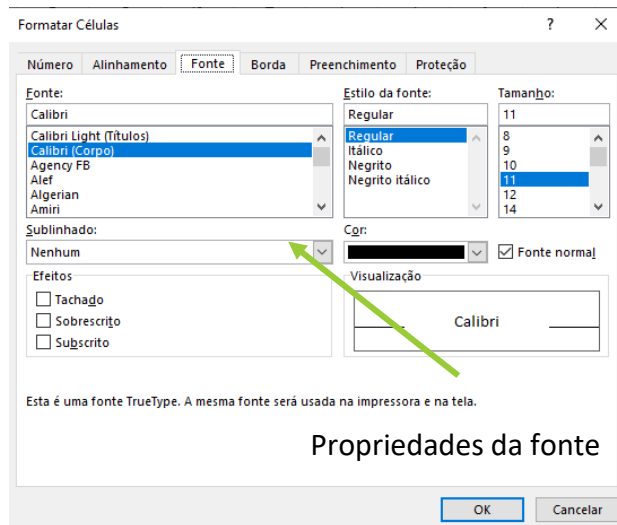 Formatar Células ? ×
Número Alinhamento Fonte Borda Preenchimento Proteção
Fonte: Estilo da fonte: Tamanho:
Calibri Regular 11
Calibri Light (Títulos) Regular 8
Calibri (Corpo) Itálico 9
Agency FB Negrito 10
Alef Negrito itálico 11
Algerian 12
Amiri 14
Sublinhado: Cor:
Nenhum Fonte normal
Efeitos Visualização
Tachado
Sobrescrito Calibri
Subscrito
Esta é uma fonte TrueType. A mesma fonte será usada na impressora e na tela.
Propriedades da fonte
OK Cancelar